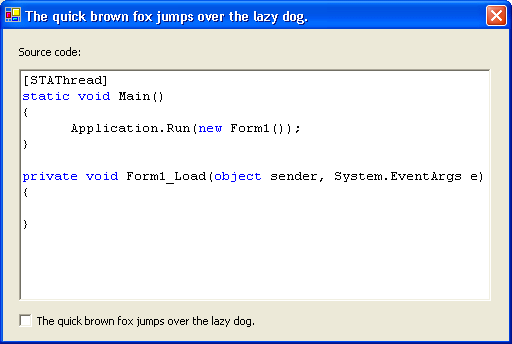 The quick brown fox jumps over the lazy dog.
Source code:
[STAThread]
static void Main()
{
      Application.Run(new Form1());
}
private void Form1_Load(object sender, System.EventArgs e)
{
}
The quick brown fox jumps over the lazy dog.